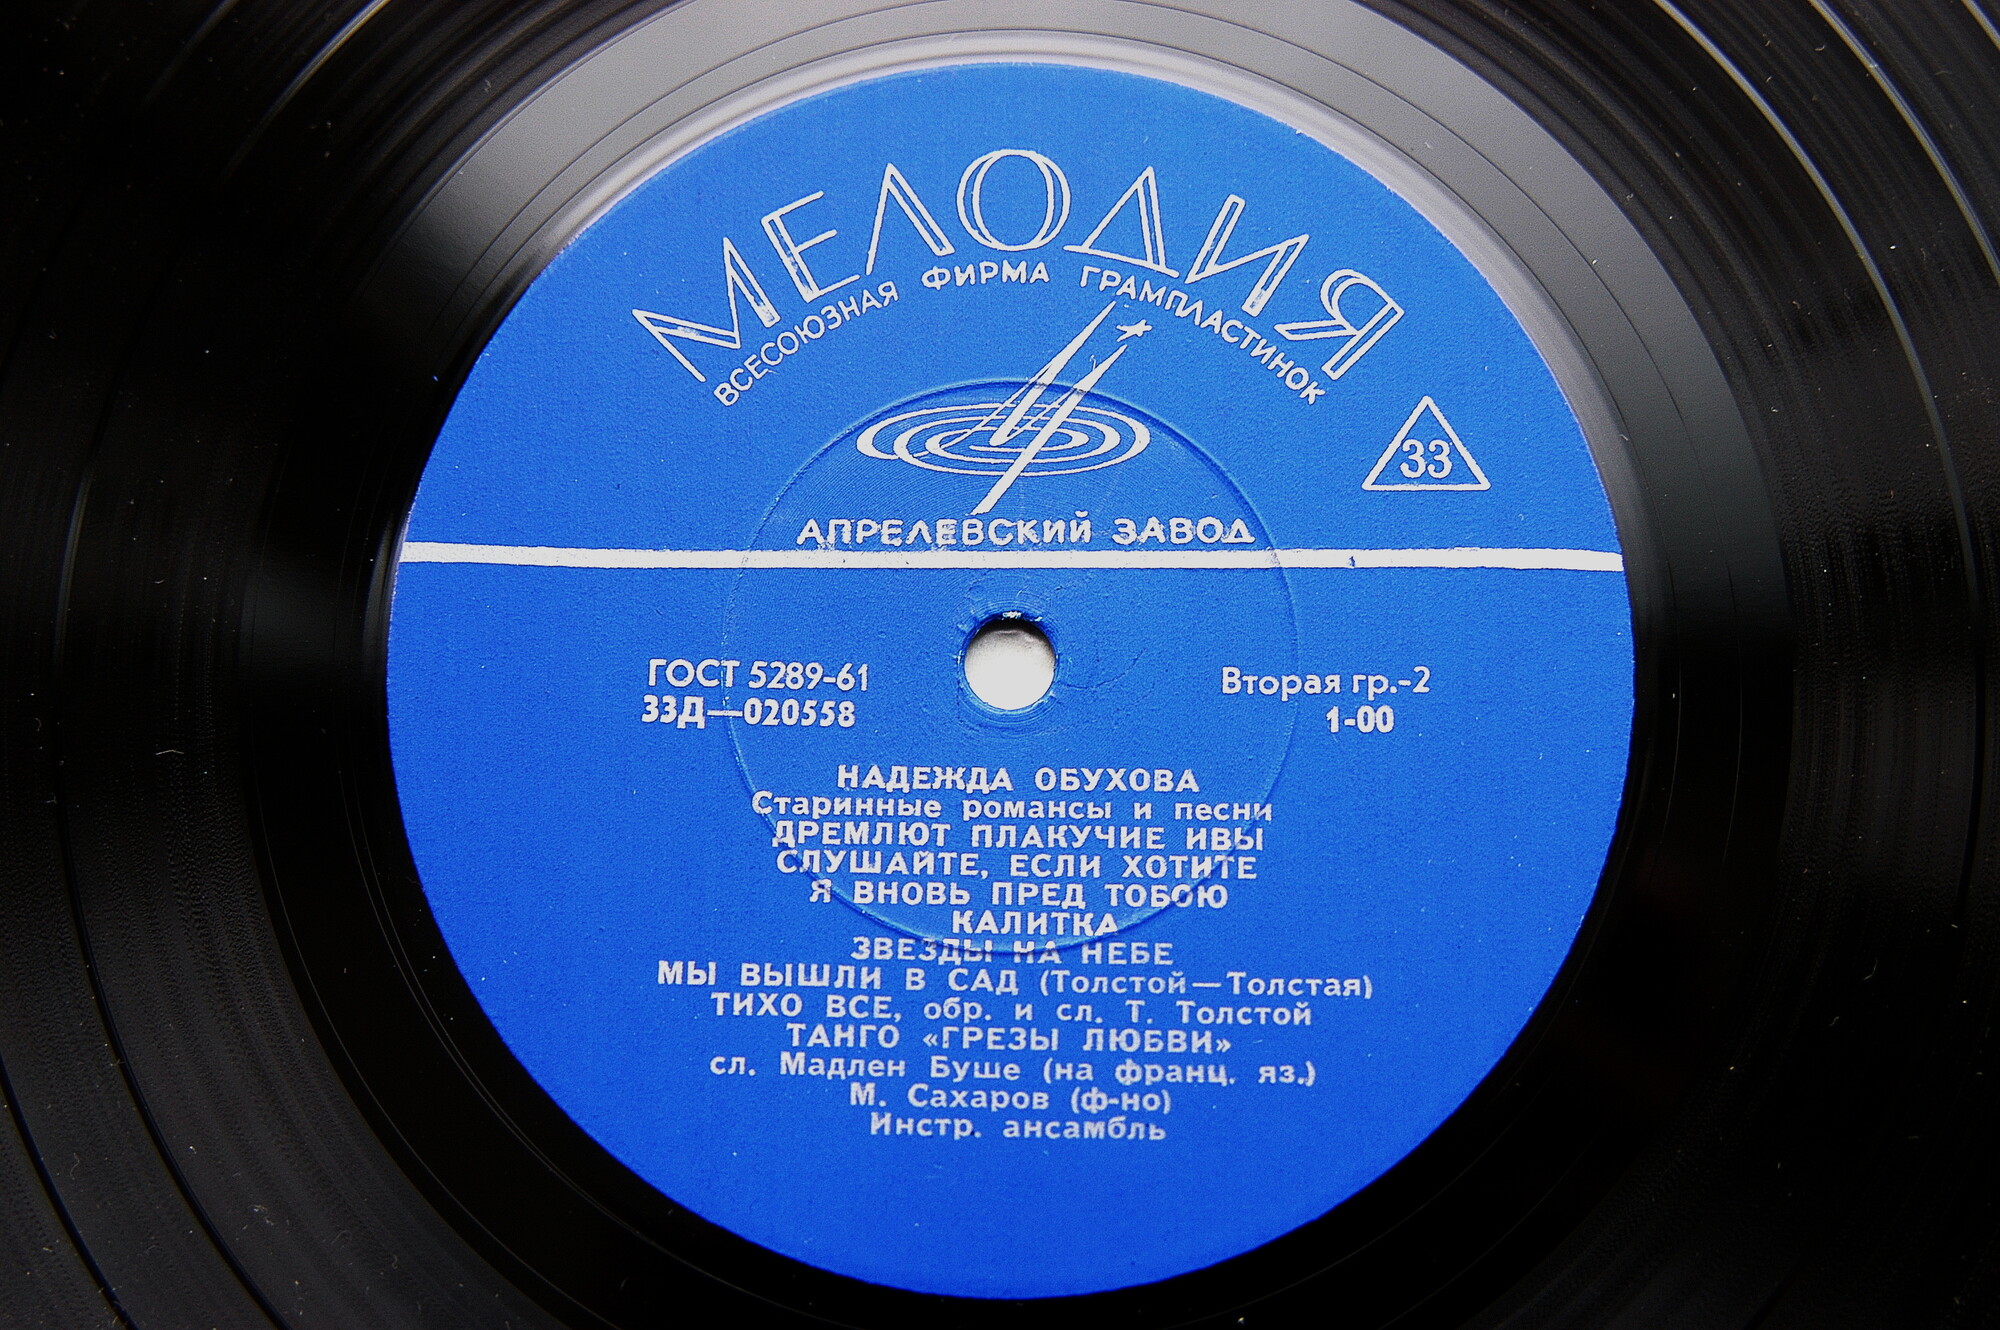 МЕЛОДИЯ
ВСЕСОЮЗНАЯ ФИРМА ГРАМПЛАСТИНОК
33
АПРЕЛЕВСКИЙ ЗАВОД
ГОСТ 5289-61
33Д—020558
Вторая гр.-2
1-00
НАДЕЖДА ОБУХОВА
Старинные романсы и песни
ДРЕМЛЮТ ПЛАКУЧИЕ ИВЫ
СЛУШАЙТЕ, ЕСЛИ ХОТИТЕ
Я ВНОВЬ ПРЕД ТОБОЮ
КАЛИТКА
ЗВЕЗДЫ НА НЕБЕ
МЫ ВЫШЛИ В САД (Толстой—Толстая)
ТИХО ВСЕ, обр. и сл. Т. Толстой
ТАНГО «ГРЕЗЫ ЛЮБВИ»
сл. Мадлен Буше (на франц. яз.)
М. Сахаров (ф-но)
Инстр. ансамбль